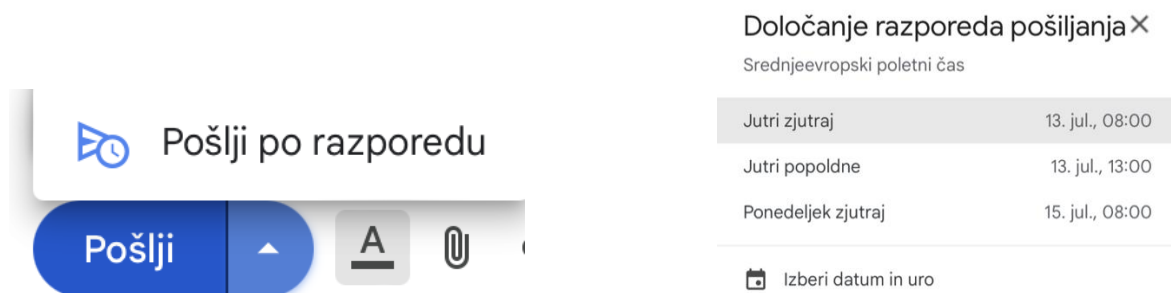 Pošlji po razporedu
Pošlji
A
Določanje razporeda pošiljanja
Srednjeevropski poletni čas
Jutri zjutraj 13. jul., 08:00
Jutri popoldne 13. jul., 13:00
Ponedeljek zjutraj 15. jul., 08:00
Izberi datum in uro